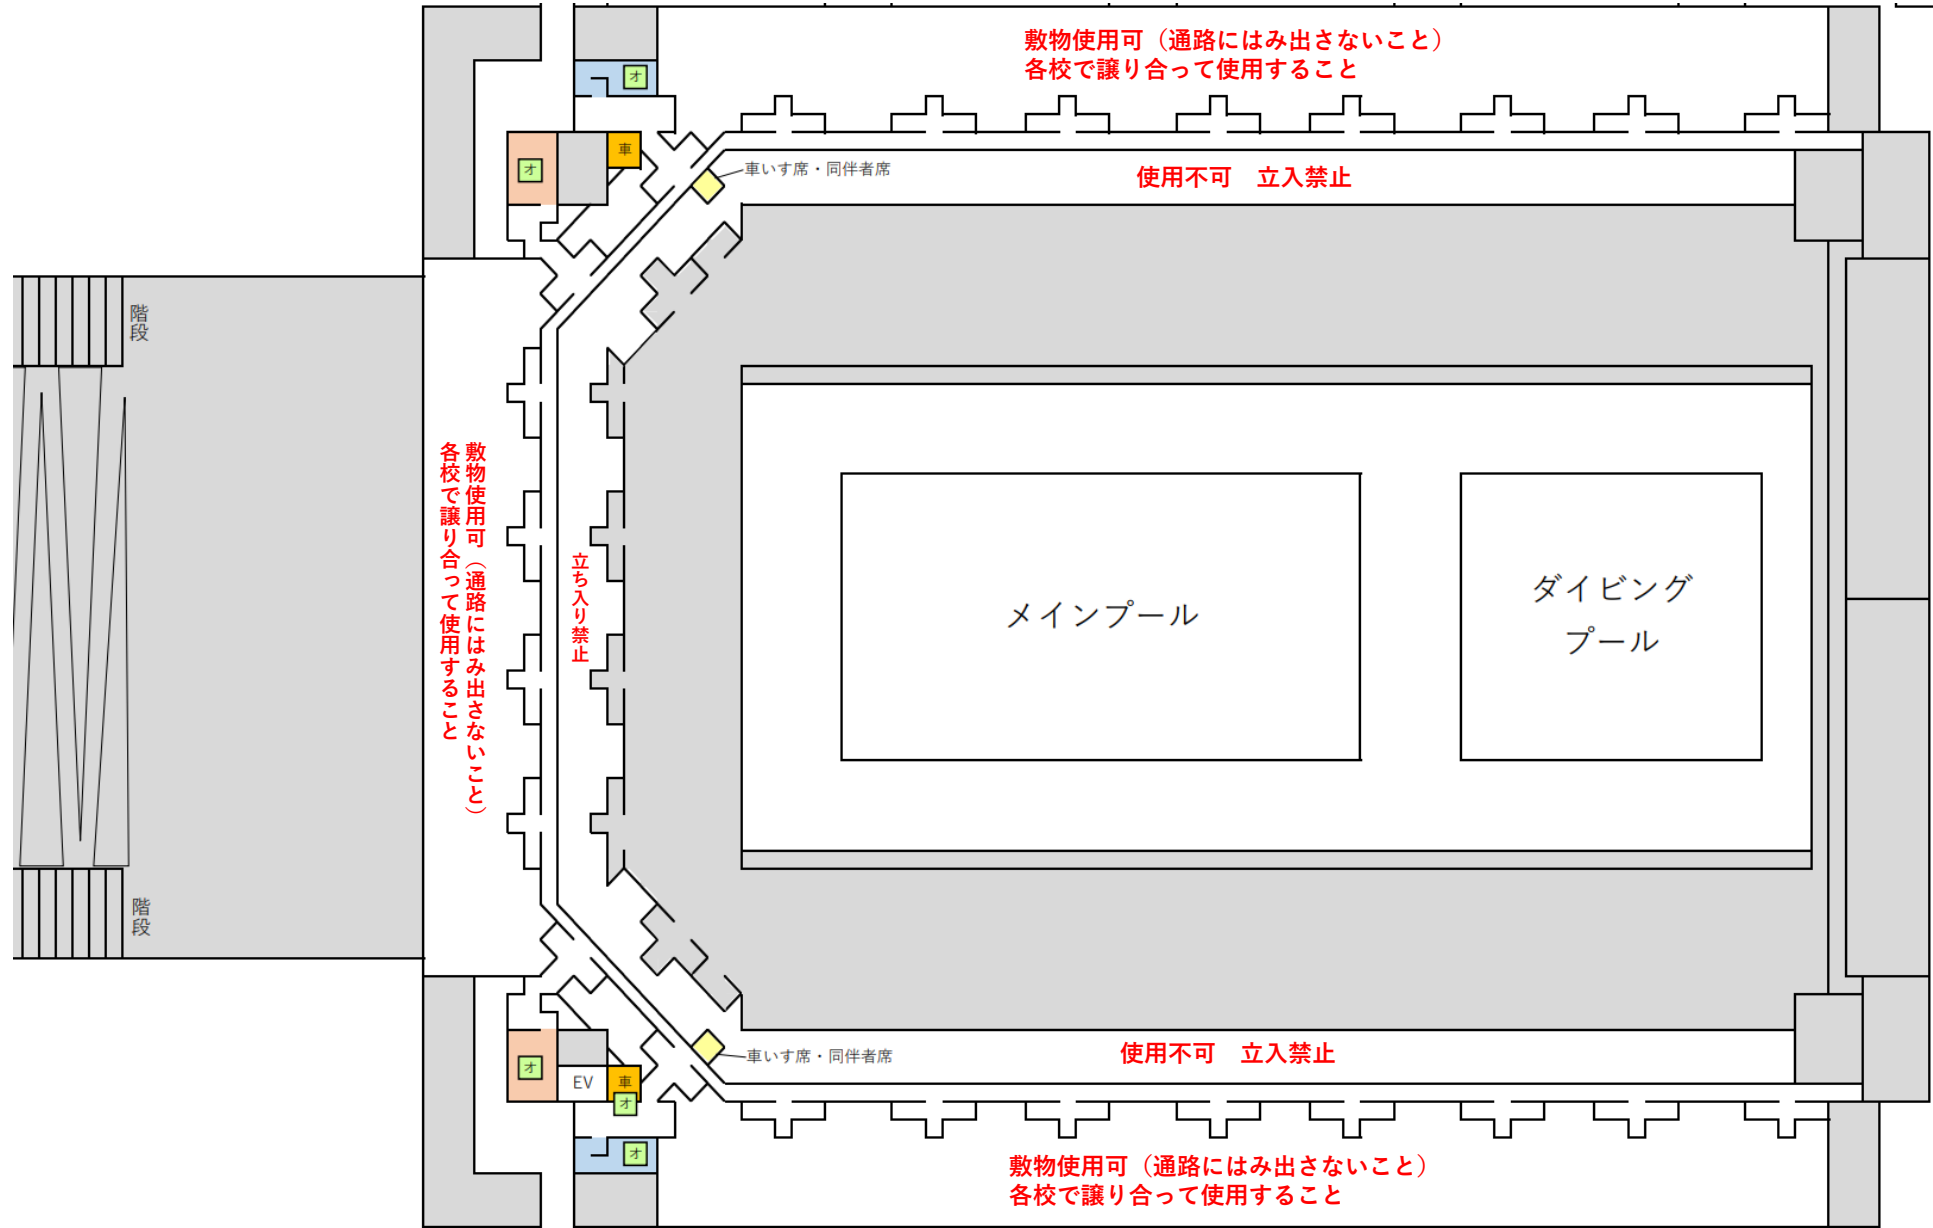 敷物使用可（通路にはみ出さないこと）
各校で譲り合って使用すること
オ
車
オ
車いす席・同伴者席
使用不可　立入禁止
階段
敷物使用可（通路にはみ出さないこと）
各校で譲り合って使用すること
立ち入り禁止
メインプール
ダイビング
プール
階段
車いす席・同伴者席
使用不可　立入禁止
オ
EV
車
オ
オ
敷物使用可（通路にはみ出さないこと）
各校で譲り合って使用すること